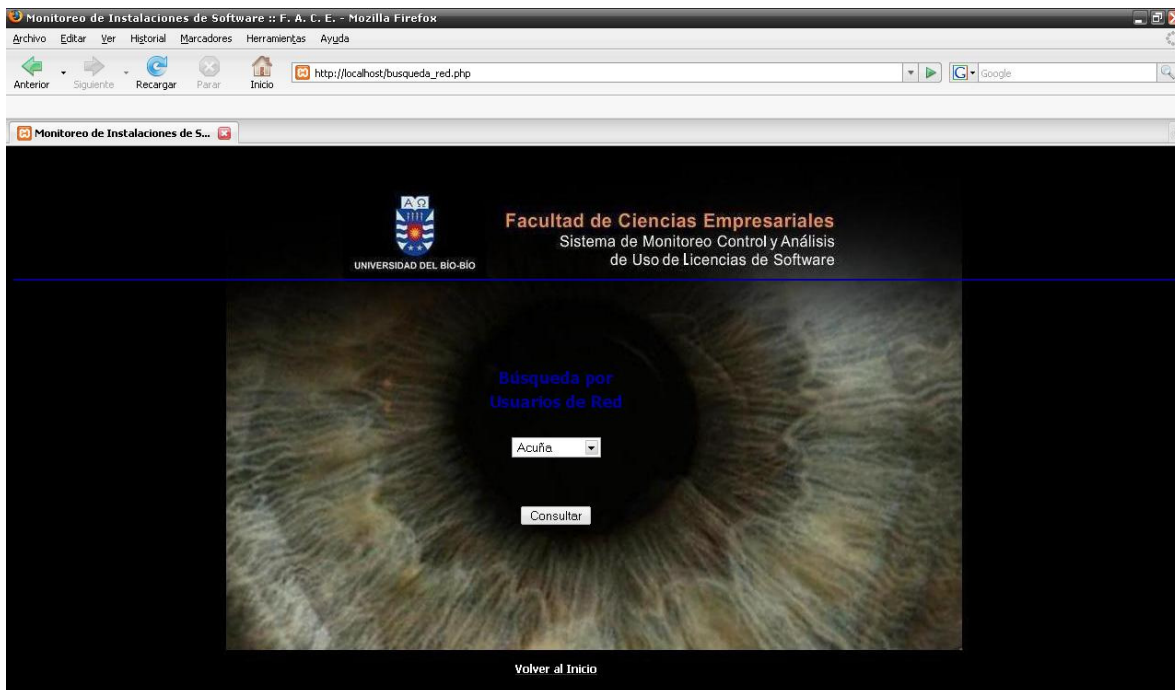 Monitoreo de Instalaciones de Software :: F. A. C. E. - Mozilla Firefox
Archivo Editar Ver Historial Marcadores Herramientas Ayuda
Anterior Siguiente Recargar Parar Inicio
http://localhost/busqueda_red.php
G Google
Monitoreo de Instalaciones de S...
ΑΩ
UNIVERSIDAD DEL BÍO-BÍO
Facultad de Ciencias Empresariales
Sistema de Monitoreo Control y Análisis
de Uso de Licencias de Software
Búsqueda por
Usuarios de Red
Acuña
Consultar
Volver al Inicio